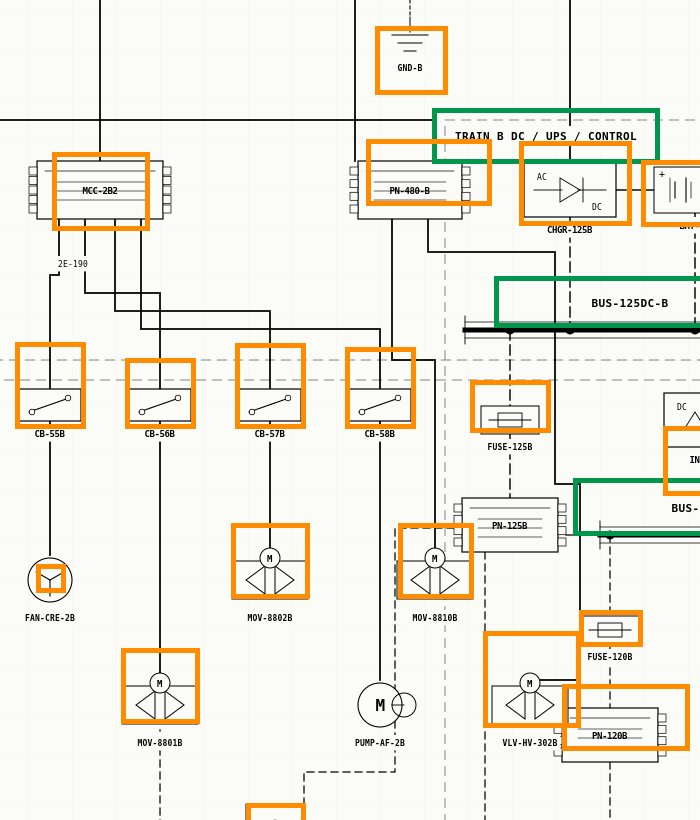 GND-B
TRAIN B DC / UPS / CONTROL
MCC-2B2
PN-480-B
AC
DC
+
CHGR-125B
2E-190
BUS-125DC-B
DC
CB-55B
CB-56B
CB-57B
CB-58B
FUSE-125B
IN
BUS-
PN-125B
M
M
FAN-CRE-2B
MOV-8802B
MOV-8810B
FUSE-120B
M
M
M
MOV-8801B
PUMP-AF-2B
VLV-HV-302B
PN-120B